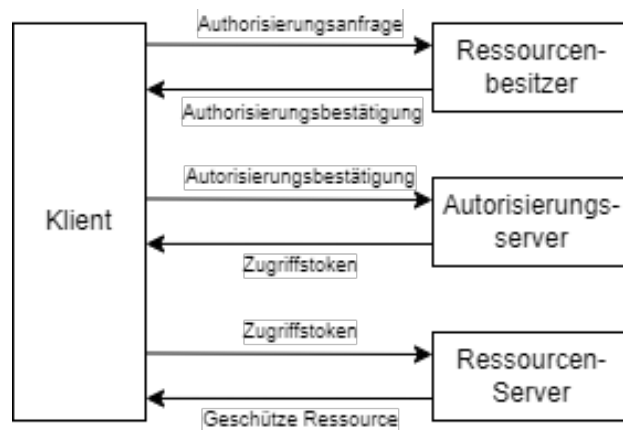 Authorisierungsanfrage
Ressourcen-
besitzer
Authorisierungsbestätigung
Klient
Autorisierungsbestätigung
Autorisierungs-
server
Zugriffstoken
Zugriffstoken
Ressourcen-
Server
Geschütze Ressource